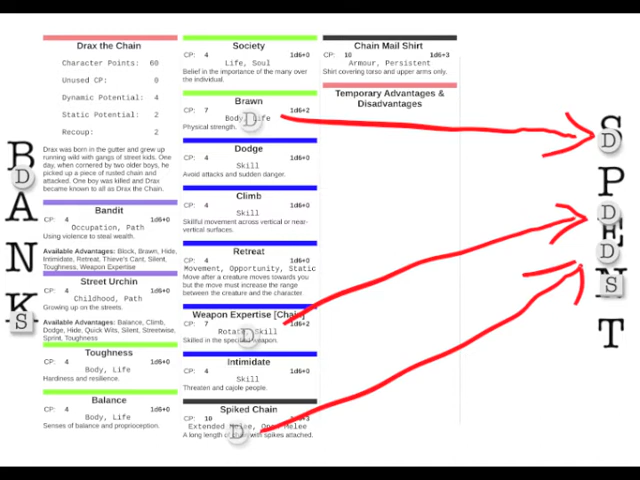 BANKS
D
S
Drax the Chain
Character Points: 60
Unused CP: 0
Dynamic Potential: 4
Static Potential: 2
Recoup: 2
Drax was born in the gutter and grew up
running wild with gangs of street kids. One
day, when cornered by two older boys, he
picked up a piece of rusted chain and
attacked. One boy was killed and Drax
became known to all as Drax the Chain.
Bandit
CP: 4 1d6+0
Occupation, Path
Using violence to steal wealth.
Available Advantages: Block, Brawn, Hide,
Intimidate, Retreat, Thieve's Cant, Silent,
Toughness, Weapon Expertise
Street Urchin
CP: 4 1d6+0
Childhood, Path
Growing up on the streets.
Available Advantages: Balance, Climb,
Dodge, Hide, Quick Wits, Silent, Streetwise,
Sprint, Toughness
Toughness
CP: 4 1d6+0
Body, Life
Hardiness and resilience.
Balance
CP: 4 1d6+0
Body, Life
Senses of balance and proprioception.
Society
CP: 4 1d6+0
Life, Soul
Belief in the importance of the many over
the individual.
Brawn
CP: 7 1d6+2
Body, Life
D
Physical strength.
Dodge
CP: 4 1d6+0
Skill
Avoid attacks and sudden danger.
Climb
CP: 4 1d6+0
Skill
Skillful movement across vertical or near-
vertical surfaces.
Retreat
CP: 4 1d6+0
Movement, Opportunity, Static
Move after a creature moves towards you
but the move must increase the range
between the creature and the character
Weapon Expertise [Chain]
CP: 7 1d6+2
Skill
D
Skilled in the specified weapon.
Intimidate
CP: 4 1d6+0
Skill
Threaten and cajole people.
Spiked Chain
CP: 10
Extended Melee, Melee
D
A long length of chain with spikes attached.
Chain Mail Shirt
CP: 10 1d6+3
Armour, Persistent
Shirt covering torso and upper arms only.
Temporary Advantages &
Disadvantages
SPENT
D
D
D
S